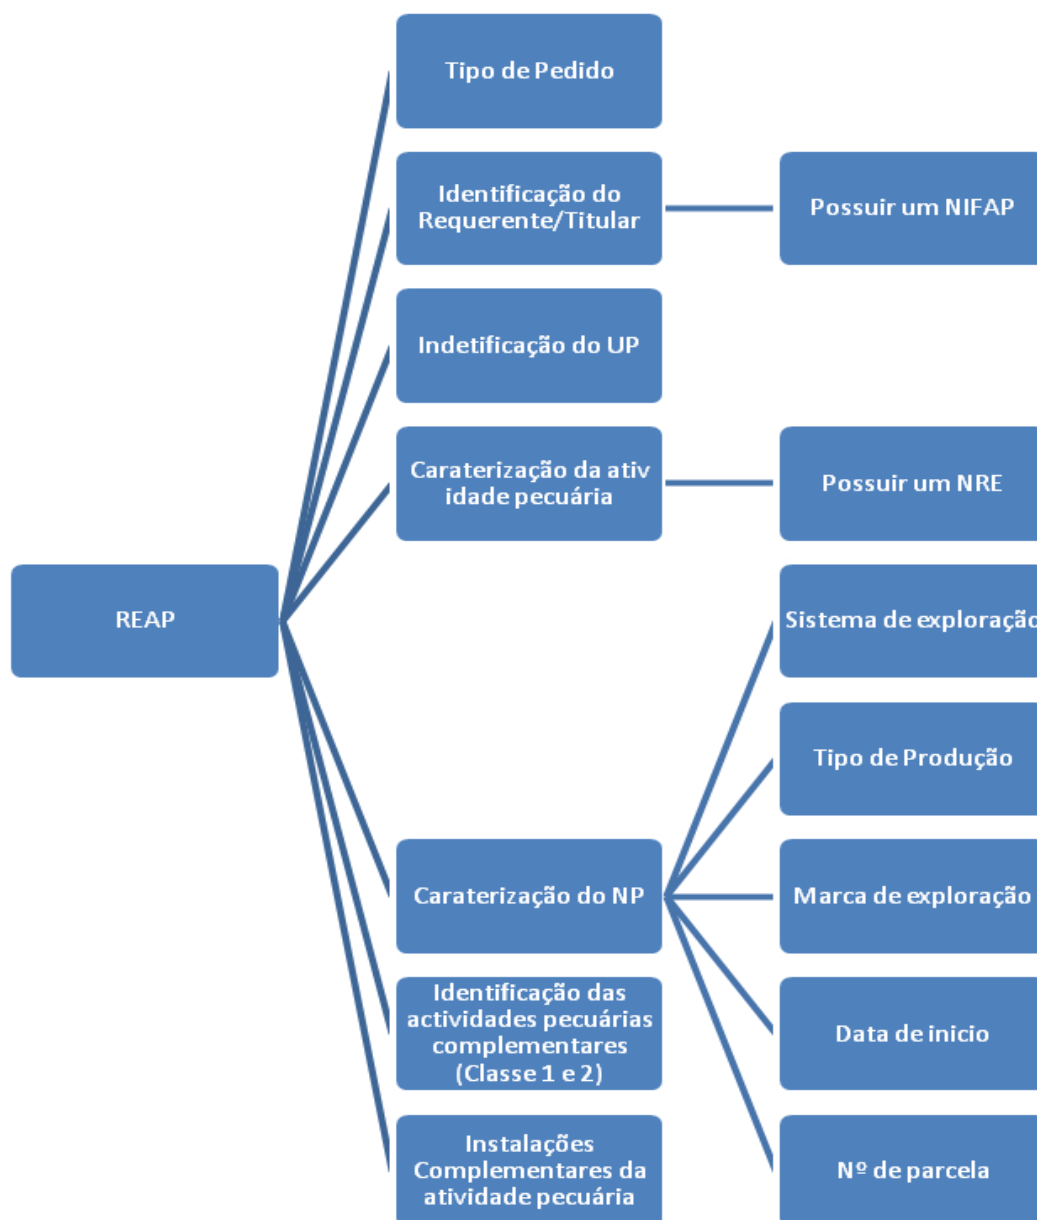 REAP
Tipo de Pedido
Identificação do
Requerente/Titular
Possuir um NIFAP
Indetificação do UP
Caraterização da ativ
idade pecuária
Possuir um NRE
Caraterização do NP
Sistema de exploração
Tipo de Produção
Marca de exploração
Data de inicio
Nº de parcela
Identificação das
actividades pecuárias
complementares
(Classe 1 e 2)
Instalações
Complementares da
atividade pecuária